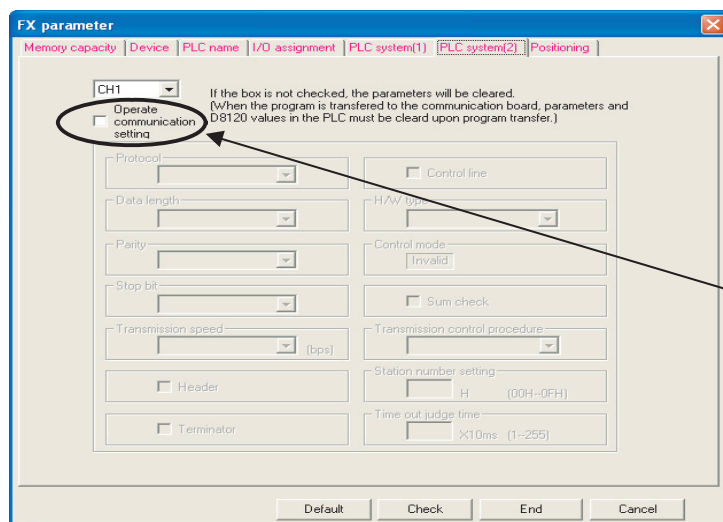 FX parameter
Memory capacity Device PLC name I/O assignment PLC system(1) PLC system(2) Positioning
CH1
If the box is not checked, the parameters will be cleared.
(When the program is transfered to the communication board, parameters and
D8120 values in the PLC must be cleard upon program transfer.)
Operate
communication
setting
Protocol
Control line
Data length
H/W type
Parity
Control mode
Invalid
Stop bit
Sum check
Transmission speed
(bps)
Transmission control procedure
Header
Station number setting
H (00H--0FH)
Terminator
Time out judge time
X10ms (1--255)
Default Check End Cancel